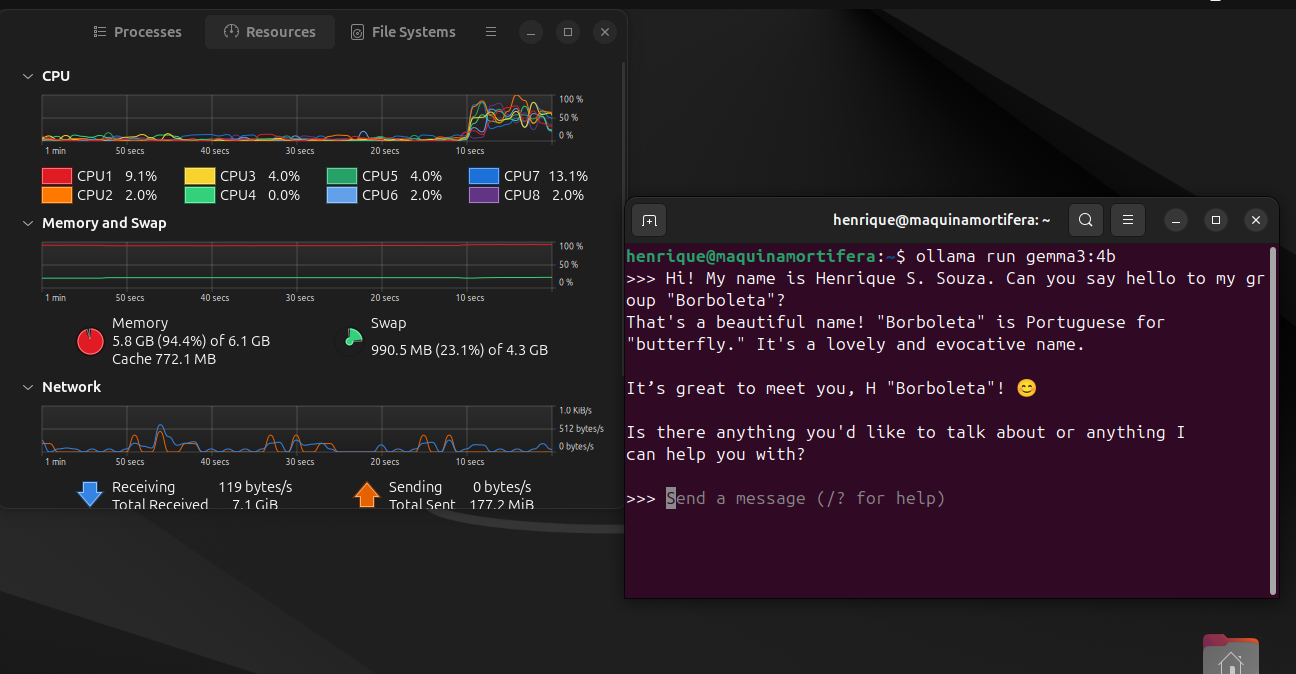 Processes Resources File Systems
CPU
100 %
50 %
0 %
1 min 50 secs 40 secs 30 secs 20 secs 10 secs
CPU1 9.1% CPU3 4.0% CPU5 4.0% CPU7 13.1%
CPU2 2.0% CPU4 0.0% CPU6 2.0% CPU8 2.0%
Memory and Swap
100 %
50 %
0 %
1 min 50 secs 40 secs 30 secs 20 secs 10 secs
Memory
5.8 GB (94.4%) of 6.1 GB
Cache 772.1 MB
Swap
990.5 MB (23.1%) of 4.3 GB
Network
1.0 KiB/s
512 bytes/s
0 bytes/s
1 min 50 secs 40 secs 30 secs 20 secs 10 secs
Receiving 119 bytes/s
Total Received 7.1 GiB
Sending 0 bytes/s
Total Sent 177.2 MiB
henrique@maquinamortifera: ~
henrique@maquinamortifera:~$ ollama run gemma3:4b
>>> Hi! My name is Henrique S. Souza. Can you say hello to my gr
oup "Borboleta"?
That's a beautiful name! "Borboleta" is Portuguese for
"butterfly." It's a lovely and evocative name.
It’s great to meet you, H "Borboleta"! 😊
Is there anything you'd like to talk about or anything I
can help you with?
>>> Send a message (/? for help)